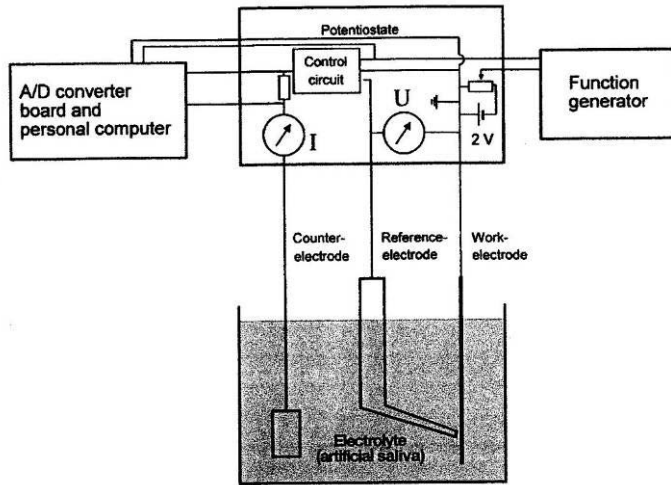 Potentiostate
A/D converter
board and
personal computer
Control
circuit
U
I
2 V
Function
generator
Counter-
electrode
Reference-
electrode
Work-
electrode
Electrolyte
(artificial saliva)